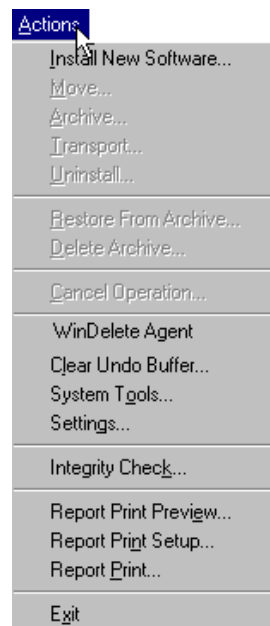 Actions
Install New Software...
Move...
Archive...
Transport...
Uninstall...
Restore From Archive...
Delete Archive...
Cancel Operation...
WinDelete Agent
Clear Undo Buffer...
System Tools...
Settings...
Integrity Check...
Report Print Preview...
Report Print Setup...
Report Print...
Exit